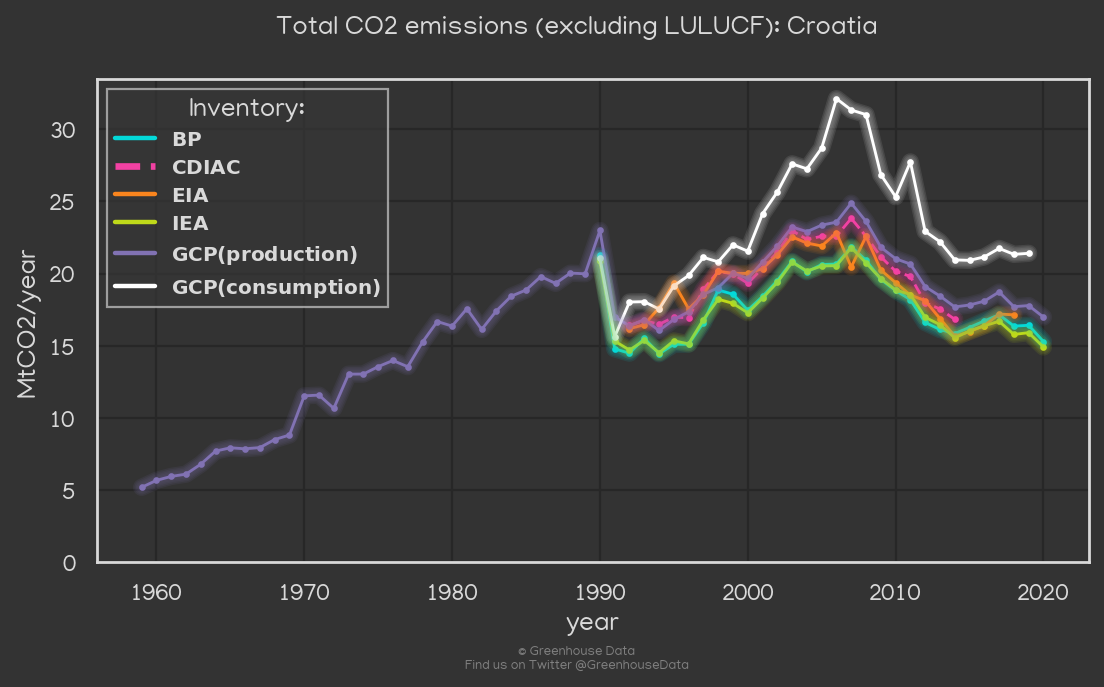 Total CO2 emissions (excluding LULUCF): Croatia
Inventory:
BP
CDIAC
EIA
IEA
GCP(production)
GCP(consumption)
MtCO2/year
30
25
20
15
10
5
0
1960 1970 1980 1990 2000 2010 2020
year
© Greenhouse Data
Find us on Twitter @GreenhouseData